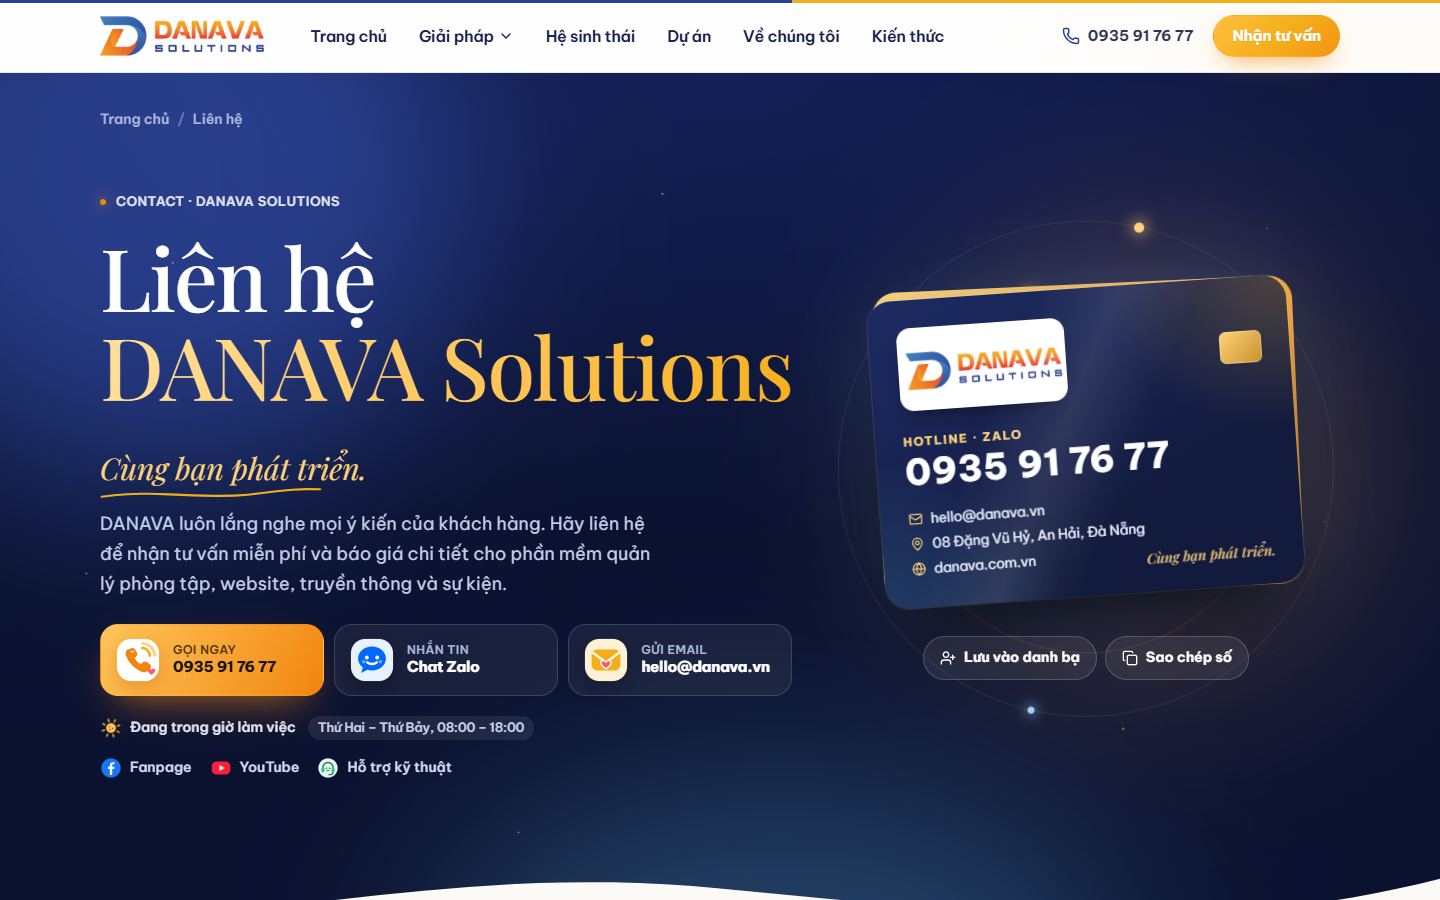 DANAVA
SOLUTIONS
Trang chủ
Giải pháp
Hệ sinh thái
Dự án
Về chúng tôi
Kiến thức
0935 91 76 77
Nhận tư vấn
Trang chủ / Liên hệ
CONTACT · DANAVA SOLUTIONS
Liên hệ
DANAVA Solutions
Cùng bạn phát triển.
DANAVA luôn lắng nghe mọi ý kiến của khách hàng. Hãy liên hệ
để nhận tư vấn miễn phí và báo giá chi tiết cho phần mềm quản
lý phòng tập, website, truyền thông và sự kiện.
GỌI NGAY
0935 91 76 77
NHẮN TIN
Chat Zalo
GỬI EMAIL
hello@danava.vn
Đang trong giờ làm việc
Thứ Hai – Thứ Bảy, 08:00 – 18:00
Fanpage
YouTube
Hỗ trợ kỹ thuật
DANAVA
SOLUTIONS
HOTLINE · ZALO
0935 91 76 77
hello@danava.vn
08 Đặng Vũ Hỷ, An Hải, Đà Nẵng
danava.com.vn
Cùng bạn phát triển.
Lưu vào danh bạ
Sao chép số